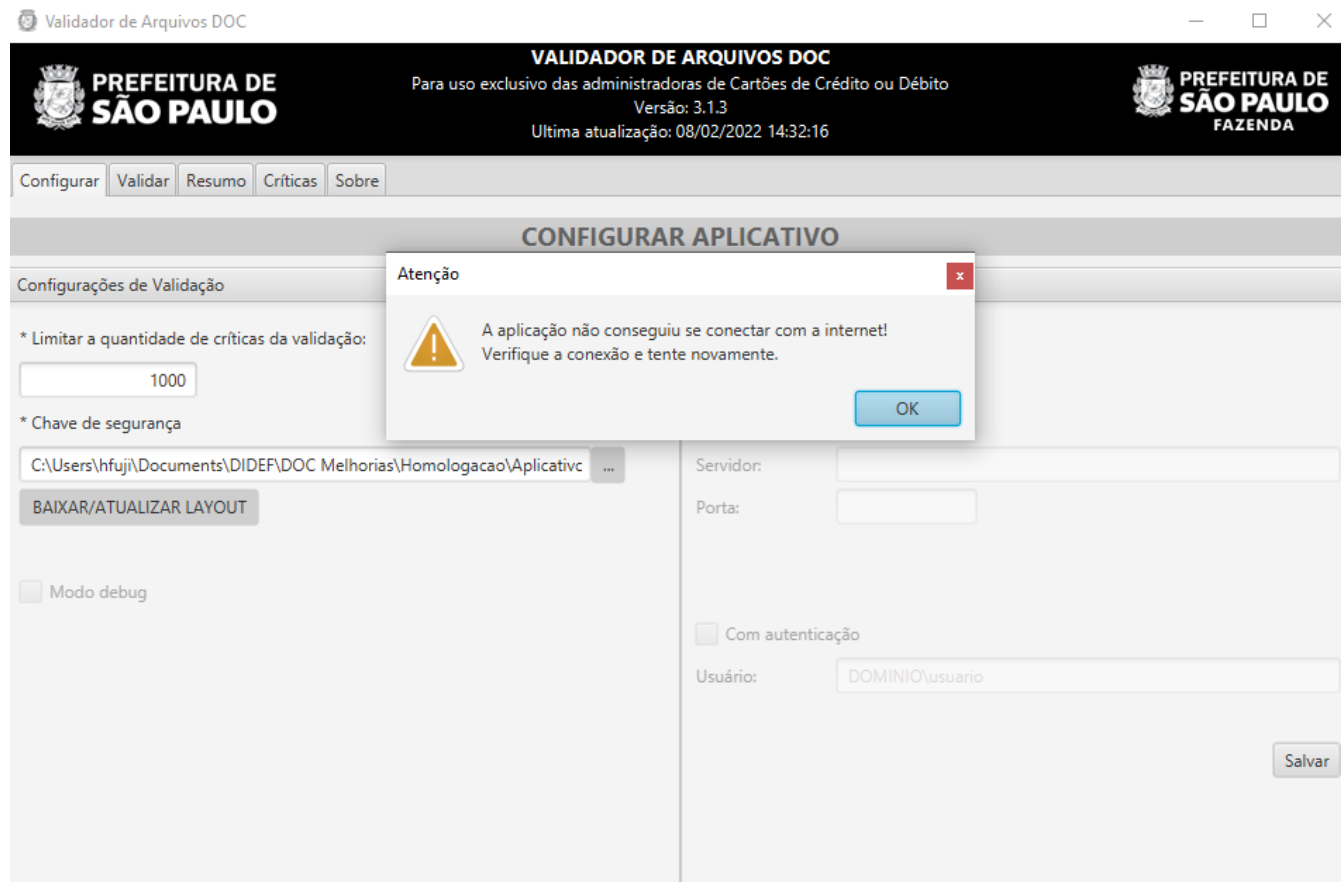 Validador de Arquivos DOC
PREFEITURA DE
SÃO PAULO
VALIDADOR DE ARQUIVOS DOC
Para uso exclusivo das administradoras de Cartões de Crédito ou Débito
Versão: 3.1.3
Ultima atualização: 08/02/2022 14:32:16
PREFEITURA DE
SÃO PAULO
FAZENDA
Configurar Validar Resumo Críticas Sobre
CONFIGURAR APLICATIVO
Configurações de Validação
* Limitar a quantidade de críticas da validação:
1000
* Chave de segurança
C:\Users\hfuji\Documents\DIDEF\DOC Melhorias\Homologacao\Aplicativo ...
BAIXAR/ATUALIZAR LAYOUT
Modo debug
Atenção
x
A aplicação não conseguiu se conectar com a internet!
Verifique a conexão e tente novamente.
OK
Servidor:
Porta:
Com autenticação
Usuário: DOMINIO\usuario
Salvar